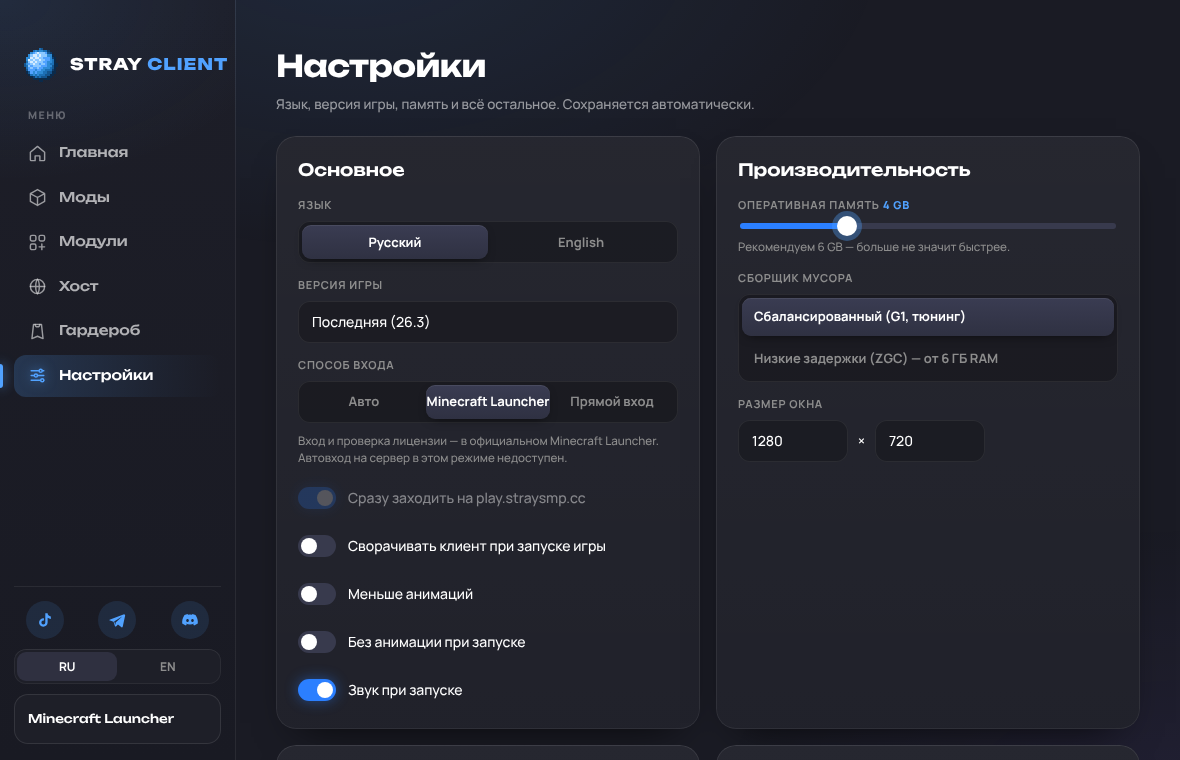 STRAY CLIENT
МЕНЮ
Главная
Моды
Модули
Хост
Гардероб
Настройки
RU
EN
Minecraft Launcher
Настройки
Язык, версия игры, память и всё остальное. Сохраняется автоматически.
Основное
ЯЗЫК
Русский
English
ВЕРСИЯ ИГРЫ
Последняя (26.3)
СПОСОБ ВХОДА
Авто
Minecraft Launcher
Прямой вход
Вход и проверка лицензии — в официальном Minecraft Launcher.
Автовход на сервер в этом режиме недоступен.
Сразу заходить на play.straysmp.cc
Сворачивать клиент при запуске игры
Меньше анимаций
Без анимации при запуске
Звук при запуске
Производительность
ОПЕРАТИВНАЯ ПАМЯТЬ 4 GB
Рекомендуем 6 GB — больше не значит быстрее.
СБОРЩИК МУСОРА
Сбалансированный (G1, тюнинг)
Низкие задержки (ZGC) — от 6 ГБ RAM
РАЗМЕР ОКНА
1280 × 720